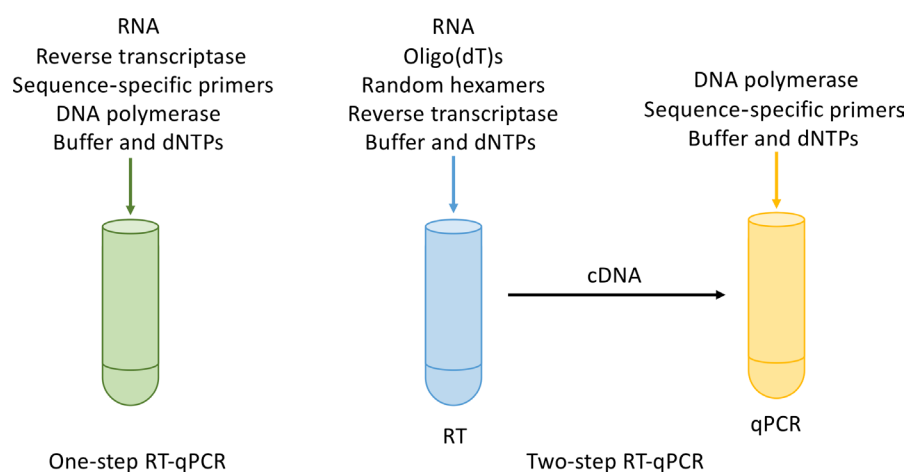 RNA
Reverse transcriptase
Sequence-specific primers
DNA polymerase
Buffer and dNTPs
One-step RT-qPCR
RNA
Oligo(dT)s
Random hexamers
Reverse transcriptase
Buffer and dNTPs
RT
cDNA
DNA polymerase
Sequence-specific primers
Buffer and dNTPs
qPCR
Two-step RT-qPCR